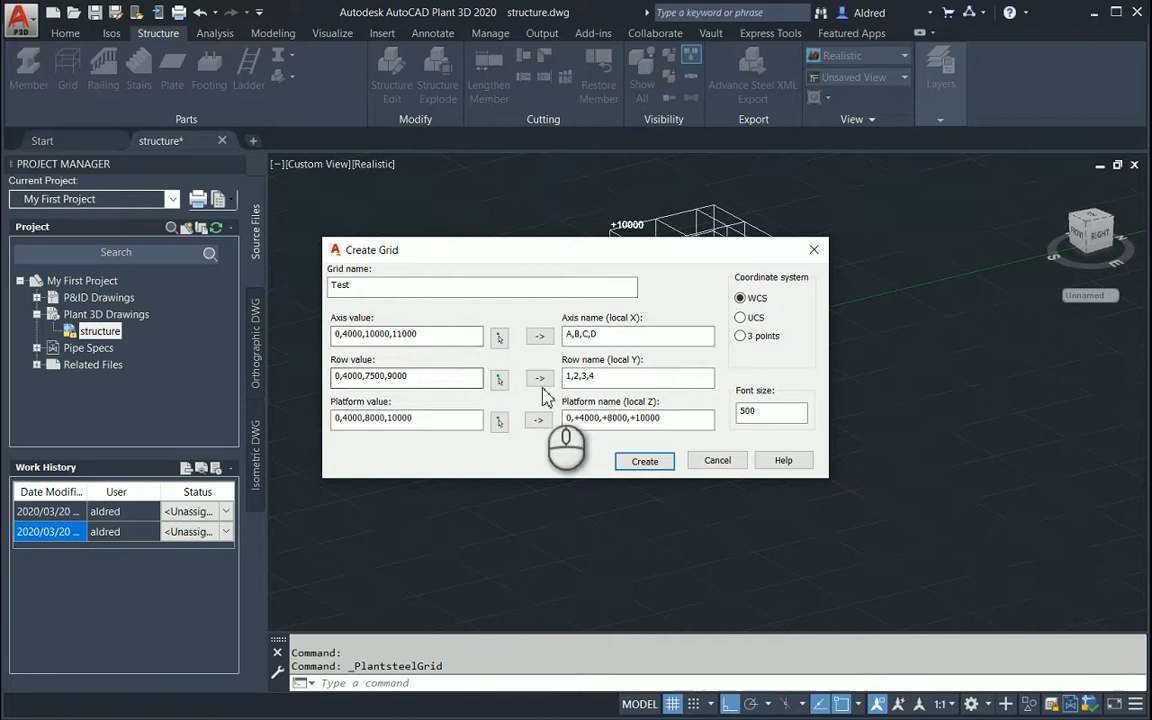 Autodesk AutoCAD Plant 3D 2020 structure.dwg
Type a keyword or phrase
Aldred
P3D
Home Isos Structure Analysis Modeling Visualize Insert Annotate Manage Output Add-ins Collaborate Vault Express Tools Featured Apps
Member Grid Railing Stairs Plate Footing Ladder
Structure Edit
Structure Explode
Lengthen Member
Restore Member
Show All
Advance Steel XML Export
Realistic
Unsaved View
Layers
Parts Modify Cutting Visibility Export View
Start structure*
PROJECT MANAGER
Current Project:
My First Project
Project
Search
My First Project
P&ID Drawings
Plant 3D Drawings
structure
Pipe Specs
Related Files
Source Files
Orthographic DWG
Isometric DWG
Work History
Date Modifi... User Status
2020/03/20 ... aldred <Unassig...
2020/03/20 ... aldred <Unassig...
[−][Custom View][Realistic]
+10000
FRONT RIGHT
S E
Unnamed
Create Grid
Grid name:
Test
Axis value: Axis name (local X):
0,4000,10000,11000 -> A,B,C,D
Row value: Row name (local Y):
0,4000,7500,9000 -> 1,2,3,4
Platform value: Platform name (local Z):
0,4000,8000,10000 -> 0,+4000,+8000,+10000
Coordinate system
WCS
UCS
3 points
Font size:
500
Create Cancel Help
Command:
Command: _PlantsteelGrid
Type a command
MODEL 1:1